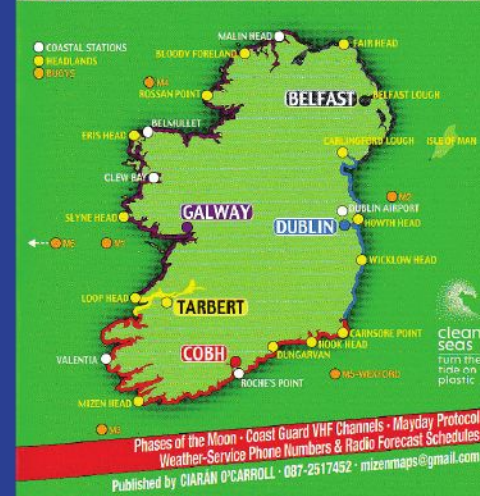 MALIN HEAD
FAIR HEAD
COASTAL STATIONS
HEADLANDS
BUOYS
BLOODY FORELAND
M4
ROSSAN POINT
BELFAST
BELFAST LOUGH
BELMULLET
ERIS HEAD
CARLINGFORD LOUGH
ISLE OF MAN
CLEW BAY
M2
DUBLIN AIRPORT
SLYNE HEAD
GALWAY
DUBLIN
HOWTH HEAD
M6
WICKLOW HEAD
LOOP HEAD
TARBERT
clean
seas
turn the
tide on
plastic
CARNSORE POINT
HOOK HEAD
COBH
DUNGARVAN
VALENTIA
ROCHE'S POINT
M5-WEXFORD
MIZEN HEAD
M3
Phases of the Moon · Coast Guard VHF Channels · Mayday Protocol
Weather-Service Phone Numbers & Radio Forecast Schedules
Published by CIARÁN O'CARROLL · 087-2517452 · mizenmaps@gmail.com